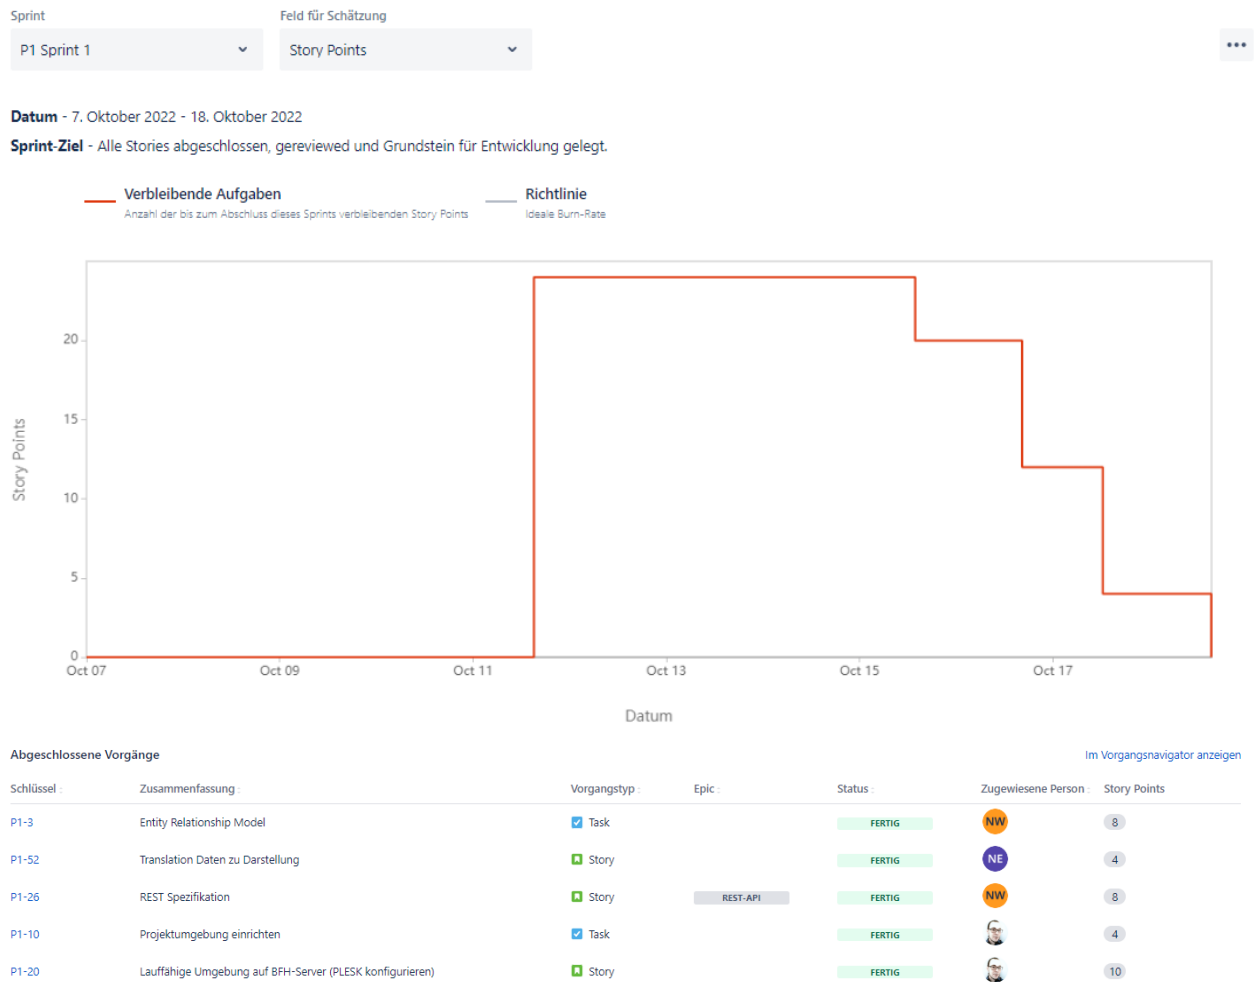 Sprint Feld für Schätzung
P1 Sprint 1 Story Points
Datum - 7. Oktober 2022 - 18. Oktober 2022
Sprint-Ziel - Alle Stories abgeschlossen, gereviewed und Grundstein für Entwicklung gelegt.
Verbleibende Aufgaben Richtlinie
Anzahl der bis zum Abschluss dieses Sprints verbleibenden Story Points Ideale Burn-Rate
20
15
Story Points
10
5
0
Oct 07 Oct 09 Oct 11 Oct 13 Oct 15 Oct 17
Datum
Abgeschlossene Vorgänge Im Vorgangsnavigator anzeigen
Schlüssel Zusammenfassung Vorgangstyp Epic Status Zugewiesene Person Story Points
P1-3 Entity Relationship Model Task FERTIG NW 8
P1-52 Translation Daten zu Darstellung Story FERTIG NE 4
P1-26 REST Spezifikation Story REST-API FERTIG NW 8
P1-10 Projektumgebung einrichten Task FERTIG 4
P1-20 Lauffähige Umgebung auf BFH-Server (PLESK konfigurieren) Story FERTIG 10